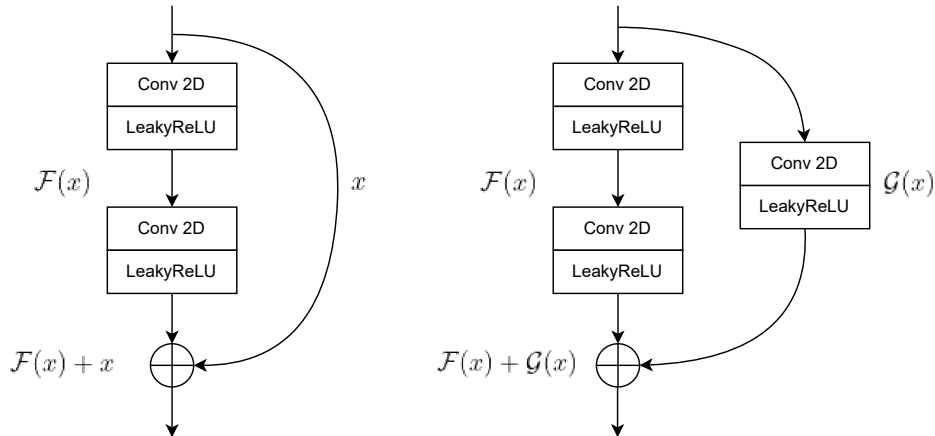 Conv 2D
LeakyReLU
𝓕(x)
x
Conv 2D
LeakyReLU
𝓕(x) + x
Conv 2D
LeakyReLU
𝓕(x)
Conv 2D
LeakyReLU
𝓖(x)
Conv 2D
LeakyReLU
𝓕(x) + 𝓖(x)